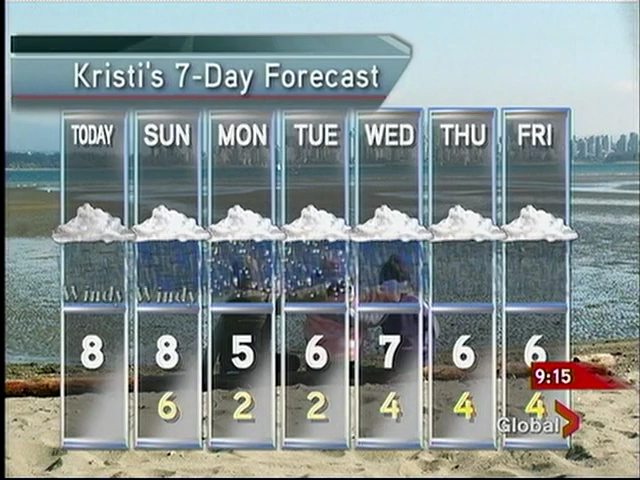 Kristi's 7-Day Forecast
TODAY SUN MON TUE WED THU FRI
Windy Windy
8 8 5 6 7 6 6
6 2 2 4 4 4
9:15
Global